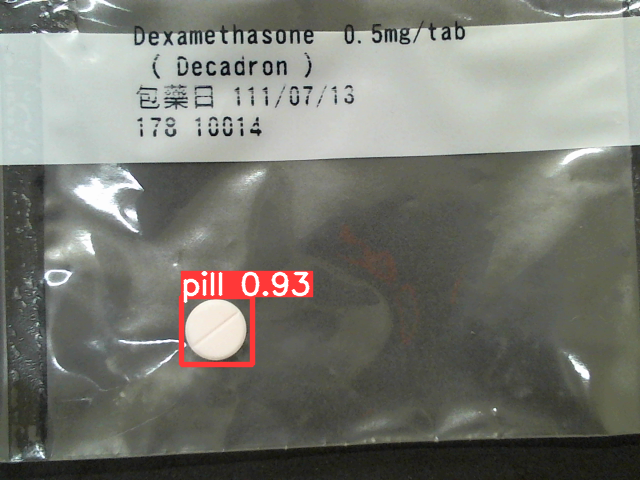 Dexamethasone 0.5mg/tab
( Decadron )
包藥日 111/07/13
178 10014
pill 0.93